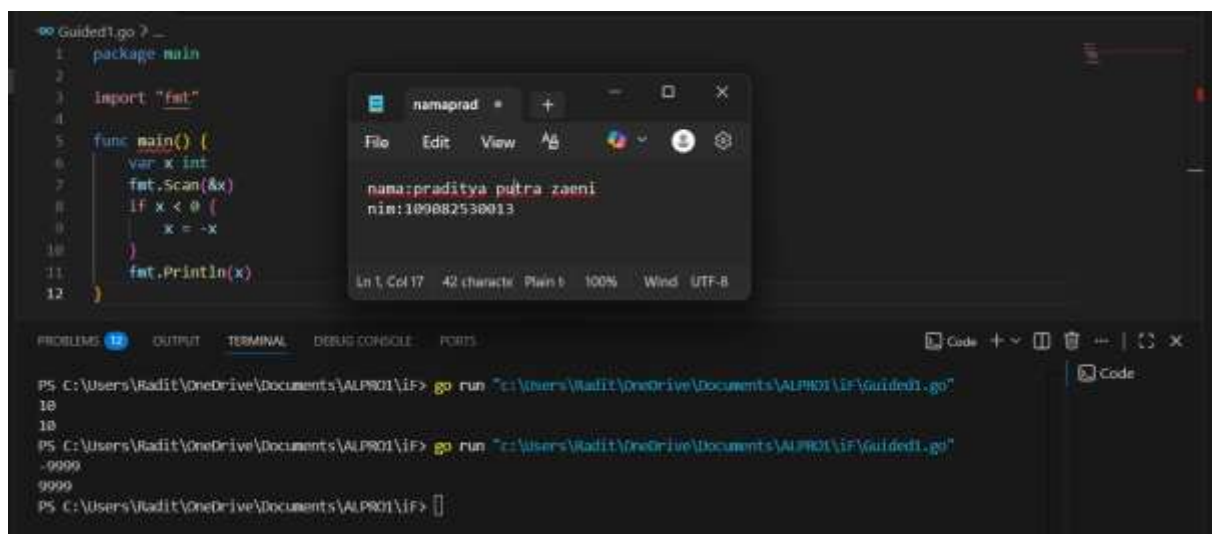 Guided1.go ? ...
1 package main
2
3 import "fmt"
4
5 func main() {
6 var x int
7 fmt.Scan(&x)
8 if x < 0 {
9 x = -x
10 }
11 fmt.Println(x)
12 }
namaprad
File Edit View
nama:praditya putra zaeni
nim:109082530013
Ln 1, Col 17 42 characte Plain t 100% Wind UTF-8
PROBLEMS 12 OUTPUT TERMINAL DEBUG CONSOLE PORTS
Code
Code
PS C:\Users\Radit\OneDrive\Documents\ALPRO1\iF> go run "c:\Users\Radit\OneDrive\Documents\ALPRO1\iF\Guided1.go"
10
10
PS C:\Users\Radit\OneDrive\Documents\ALPRO1\iF> go run "c:\Users\Radit\OneDrive\Documents\ALPRO1\iF\Guided1.go"
-9999
9999
PS C:\Users\Radit\OneDrive\Documents\ALPRO1\iF>